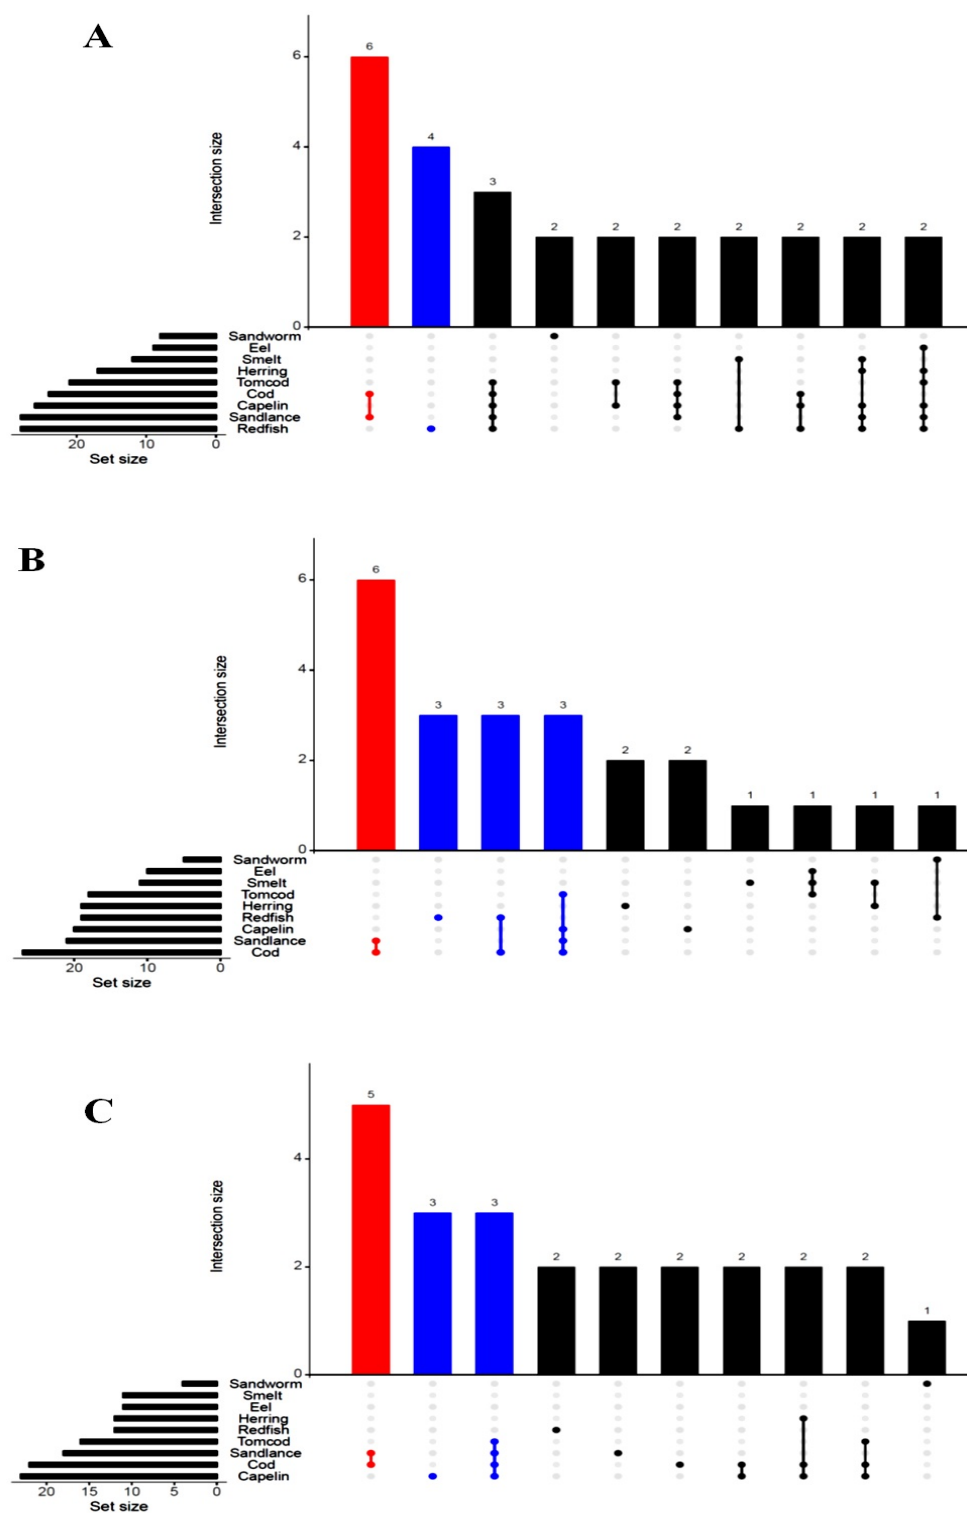 A
6
6
4
4
3
2
2 2 2 2 2 2 2
Intersection size
0
Sandworm
Eel
Smelt
Herring
Tomcod
Cod
Capelin
Sandlance
Redfish
20 10 0
Set size
B
6
6
4
3 3 3
2
2 2
1 1 1 1
Intersection size
0
Sandworm
Eel
Smelt
Tomcod
Herring
Redfish
Capelin
Sandlance
Cod
20 10 0
Set size
C
5
4
3 3
2
2 2 2 2 2 2
1
Intersection size
0
Sandworm
Smelt
Eel
Herring
Redfish
Tomcod
Sandlance
Cod
Capelin
20 15 10 5 0
Set size